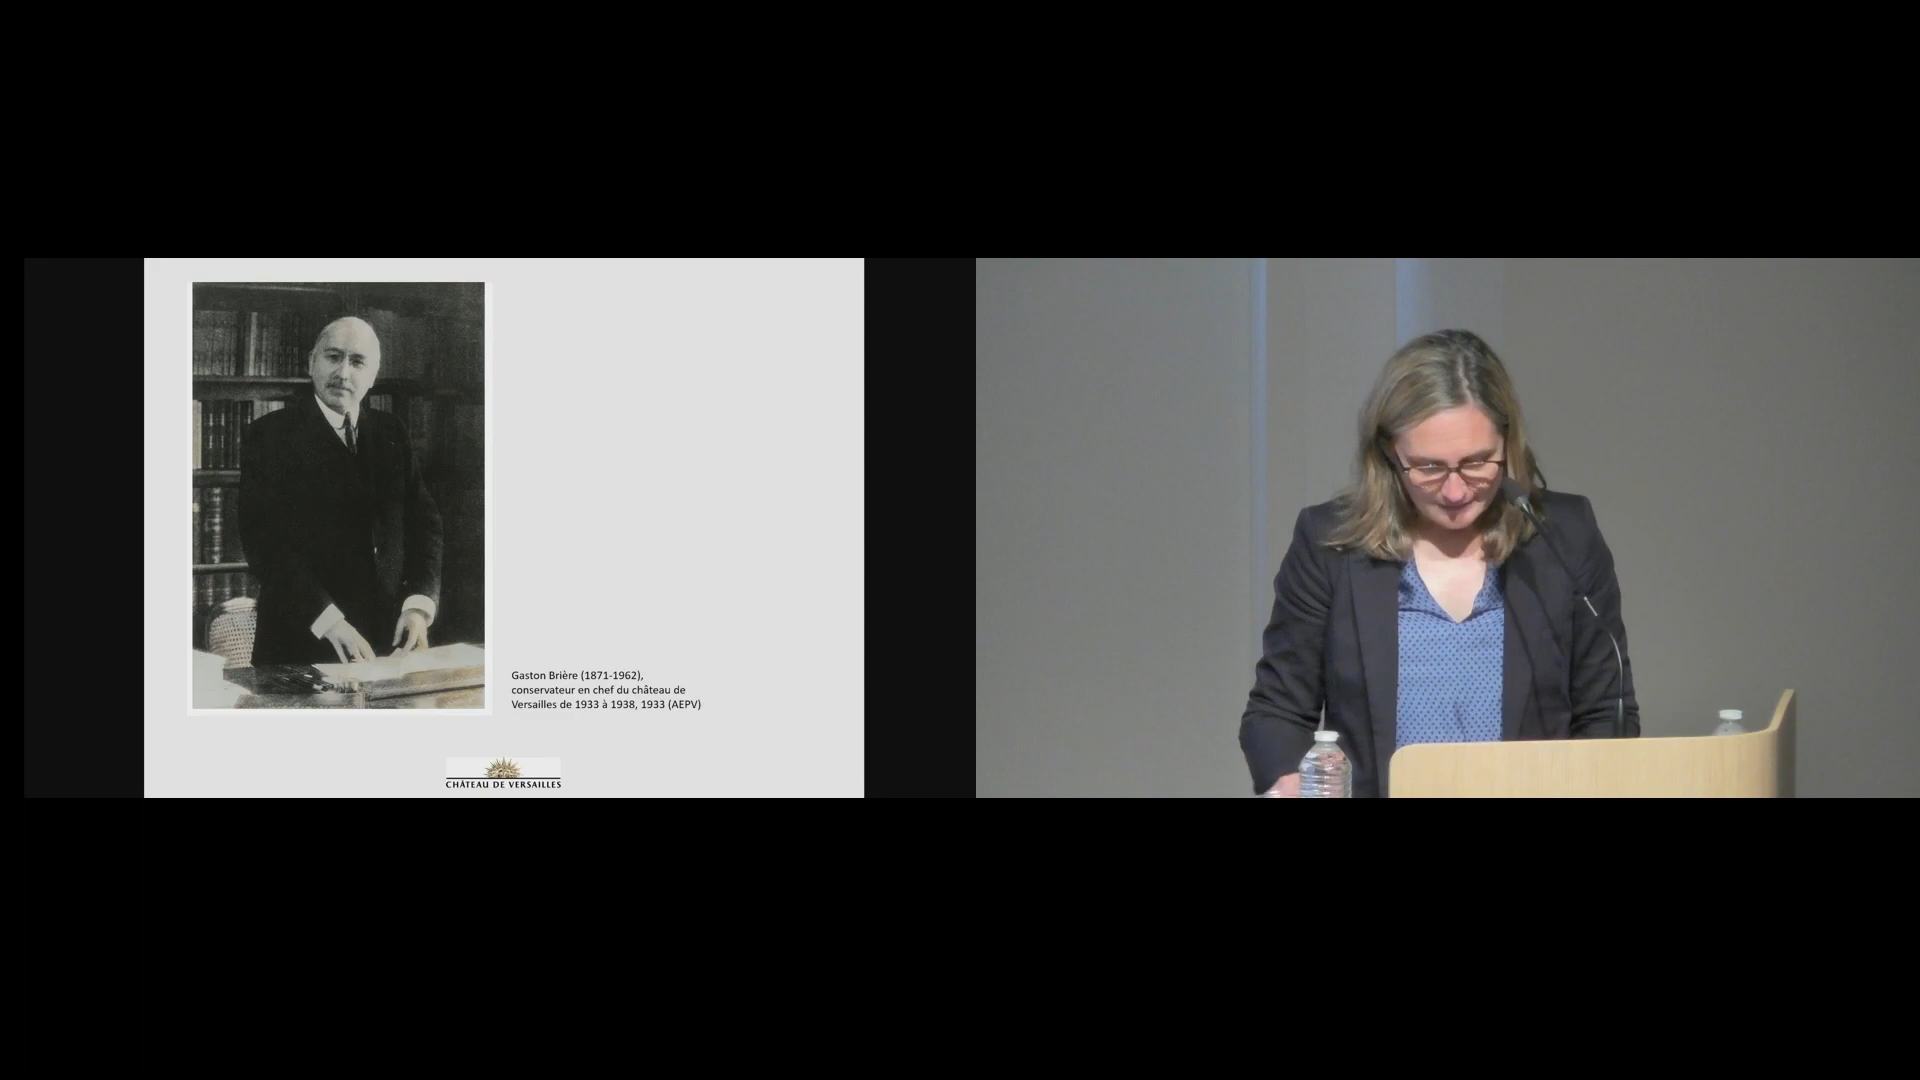 Gaston Brière (1871-1962),
conservateur en chef du château de
Versailles de 1933 à 1938, 1933 (AEPV)
CHÂTEAU DE VERSAILLES